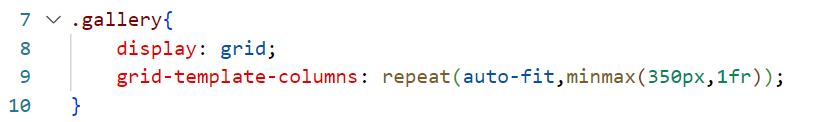 7 .gallery{
8 display: grid;
9 grid-template-columns: repeat(auto-fit,minmax(350px,1fr));
10 }